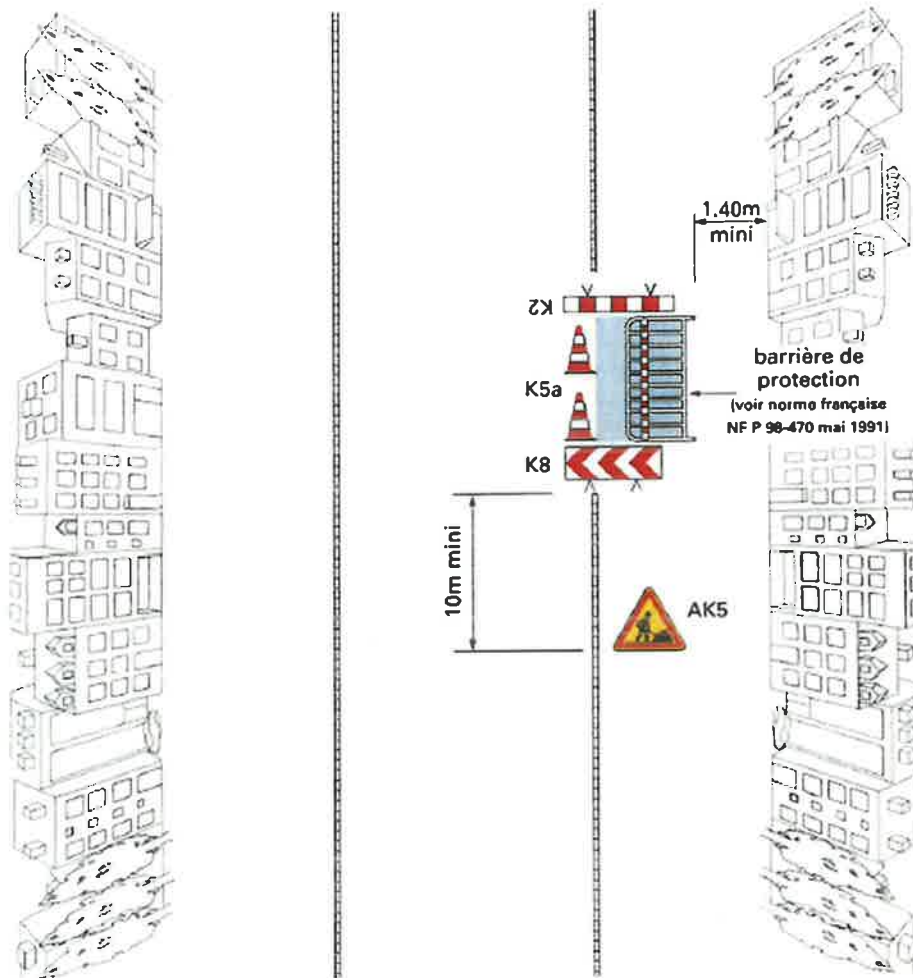 1.40m
mini
K2
barrière de
protection
(voir norme française
NF P 98-470 mai 1991)
K5a
K8
10m mini
AK5